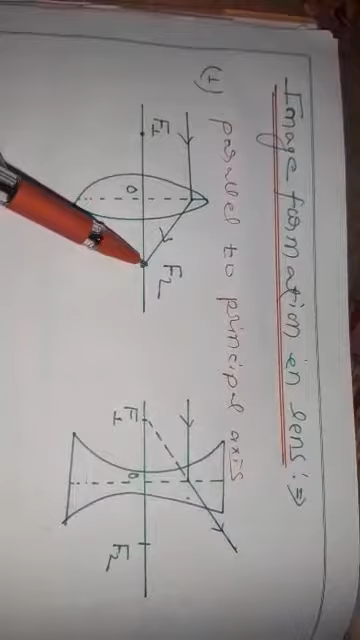 Image formation in lens :⇒
(1) parallel to principal axis
F1 O F2
F1 O F2